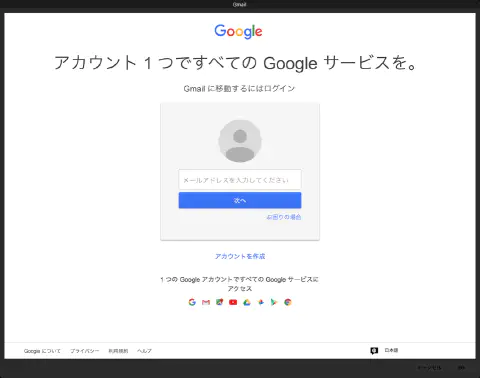 Gmail
Google
アカウント 1 つですべての Google サービスを。
Gmail に移動するにはログイン
メールアドレスを入力してください
次へ
お困りの場合
アカウントを作成
1 つの Google アカウントですべての Google サービスに
アクセス
Google について プライバシー 利用規約 ヘルプ
日本語
キャンセル OK